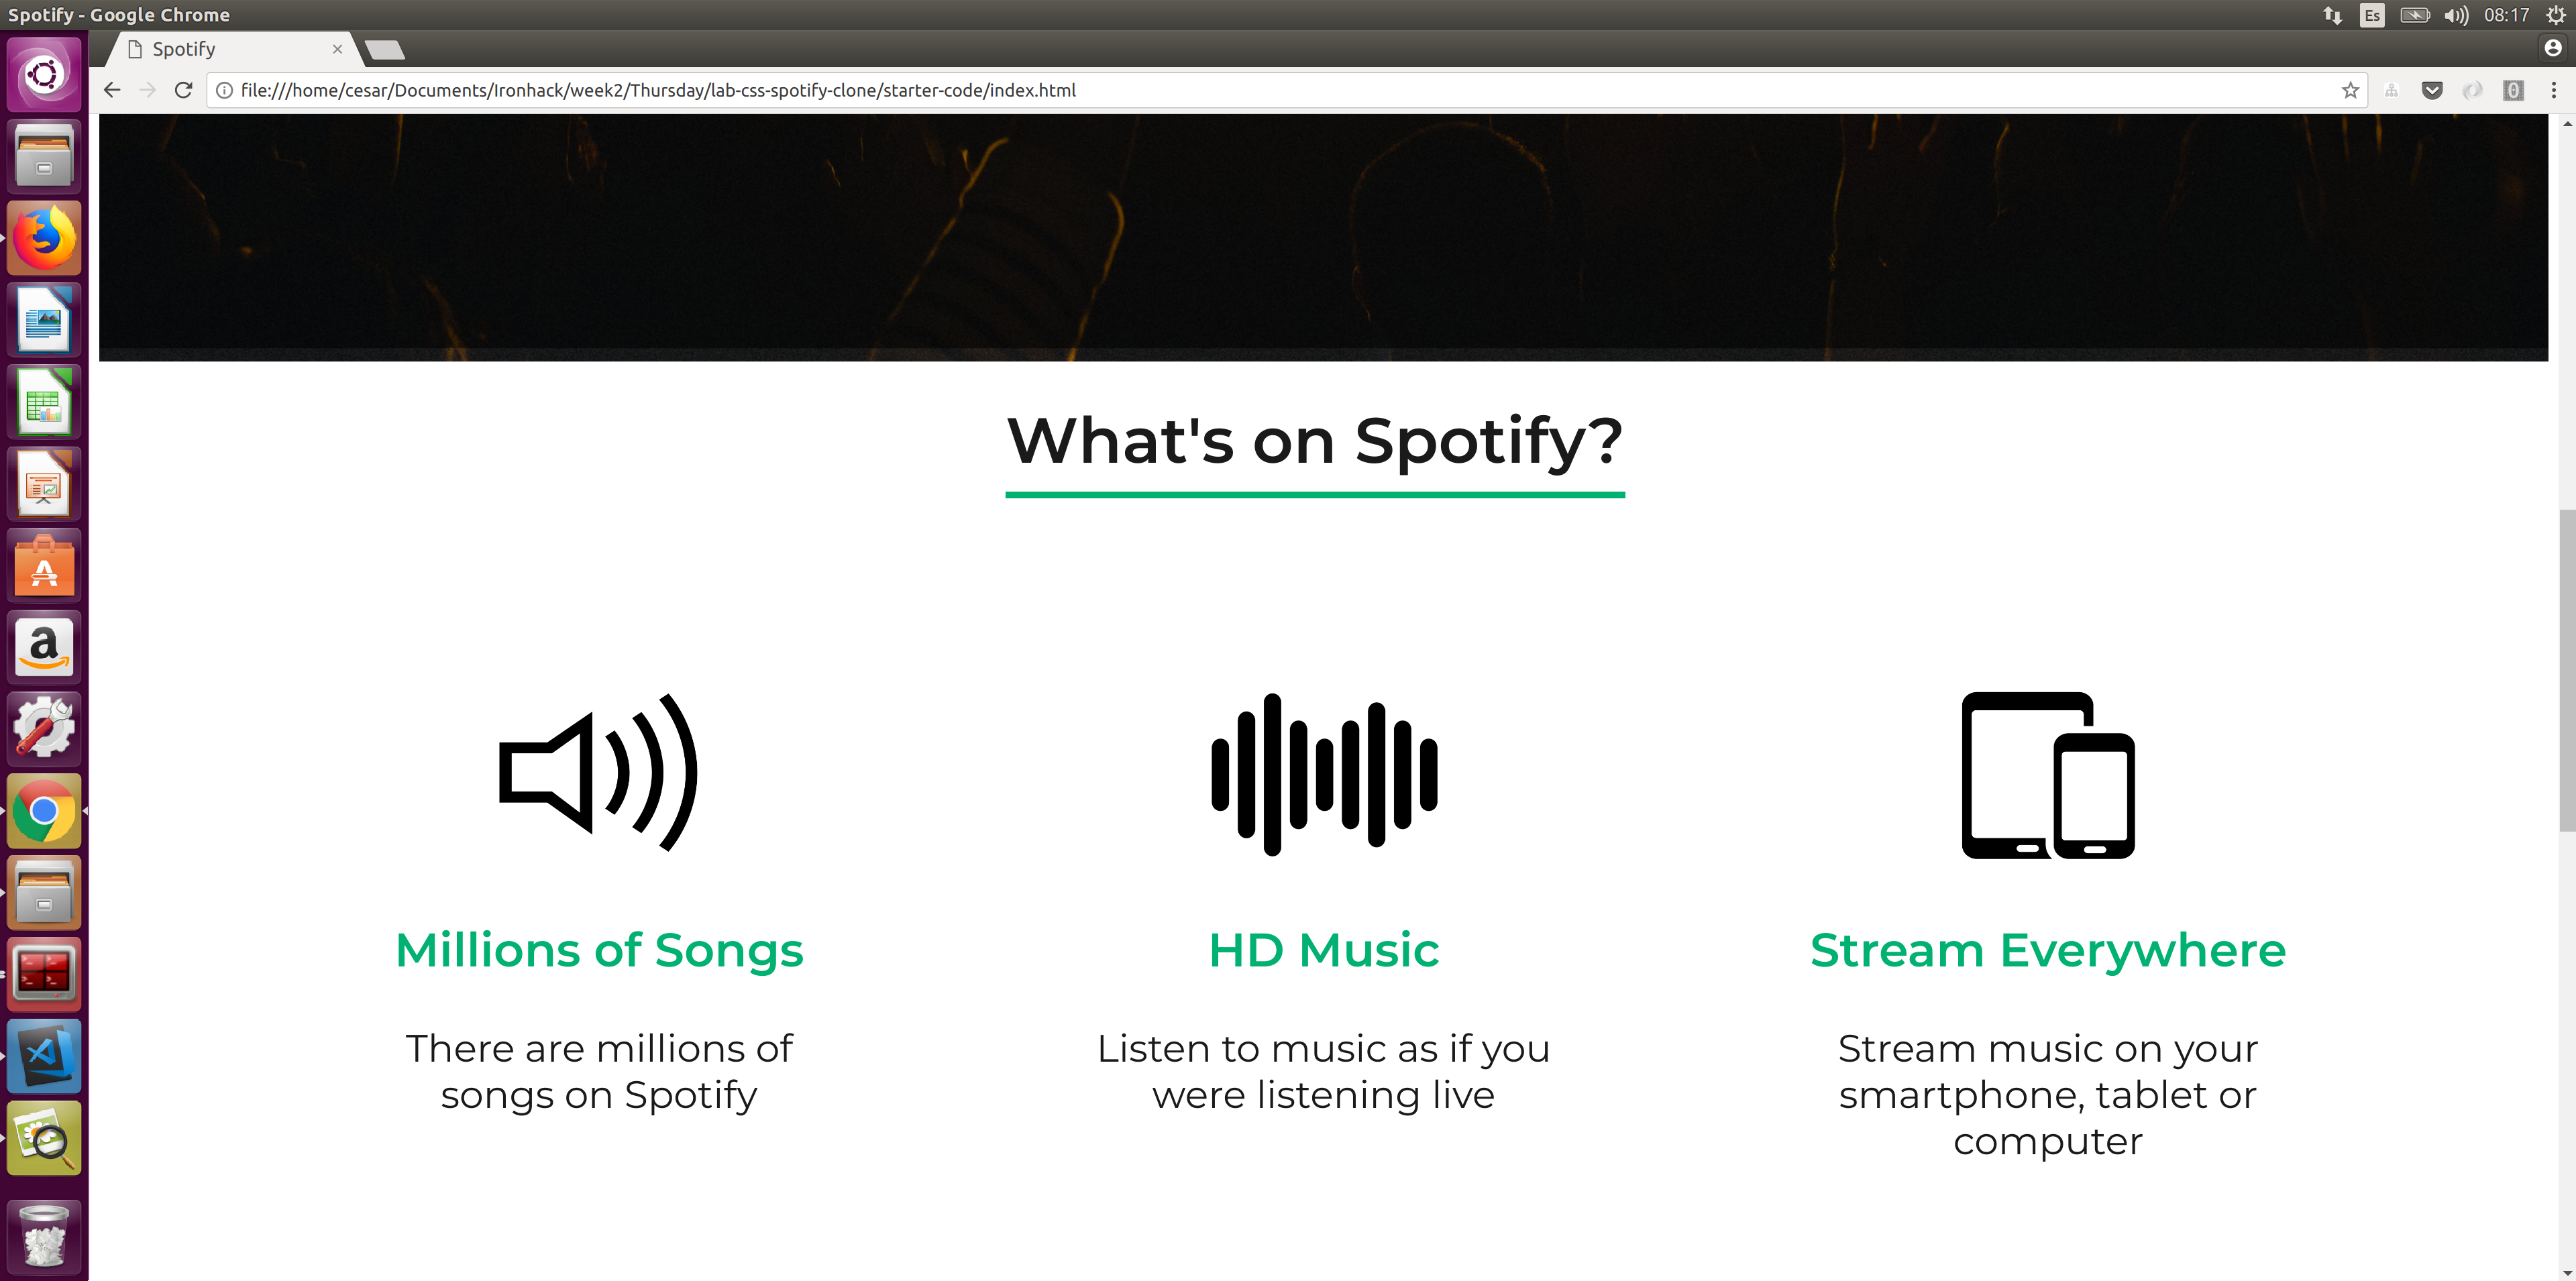 Spotify - Google Chrome
Es
08:17
Spotify
file:///home/cesar/Documents/Ironhack/week2/Thursday/lab-css-spotify-clone/starter-code/index.html
What's on Spotify?
Millions of Songs
HD Music
Stream Everywhere
There are millions of
songs on Spotify
Listen to music as if you
were listening live
Stream music on your
smartphone, tablet or
computer